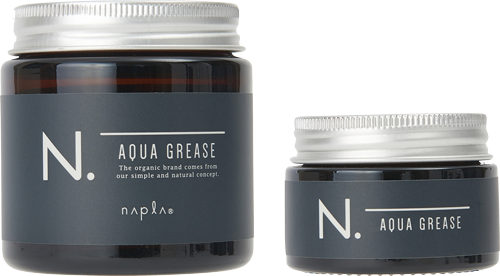 N.
AQUA GREASE
The organic brand comes from
our simple and natural concept.
napla®
N.
AQUA GREASE